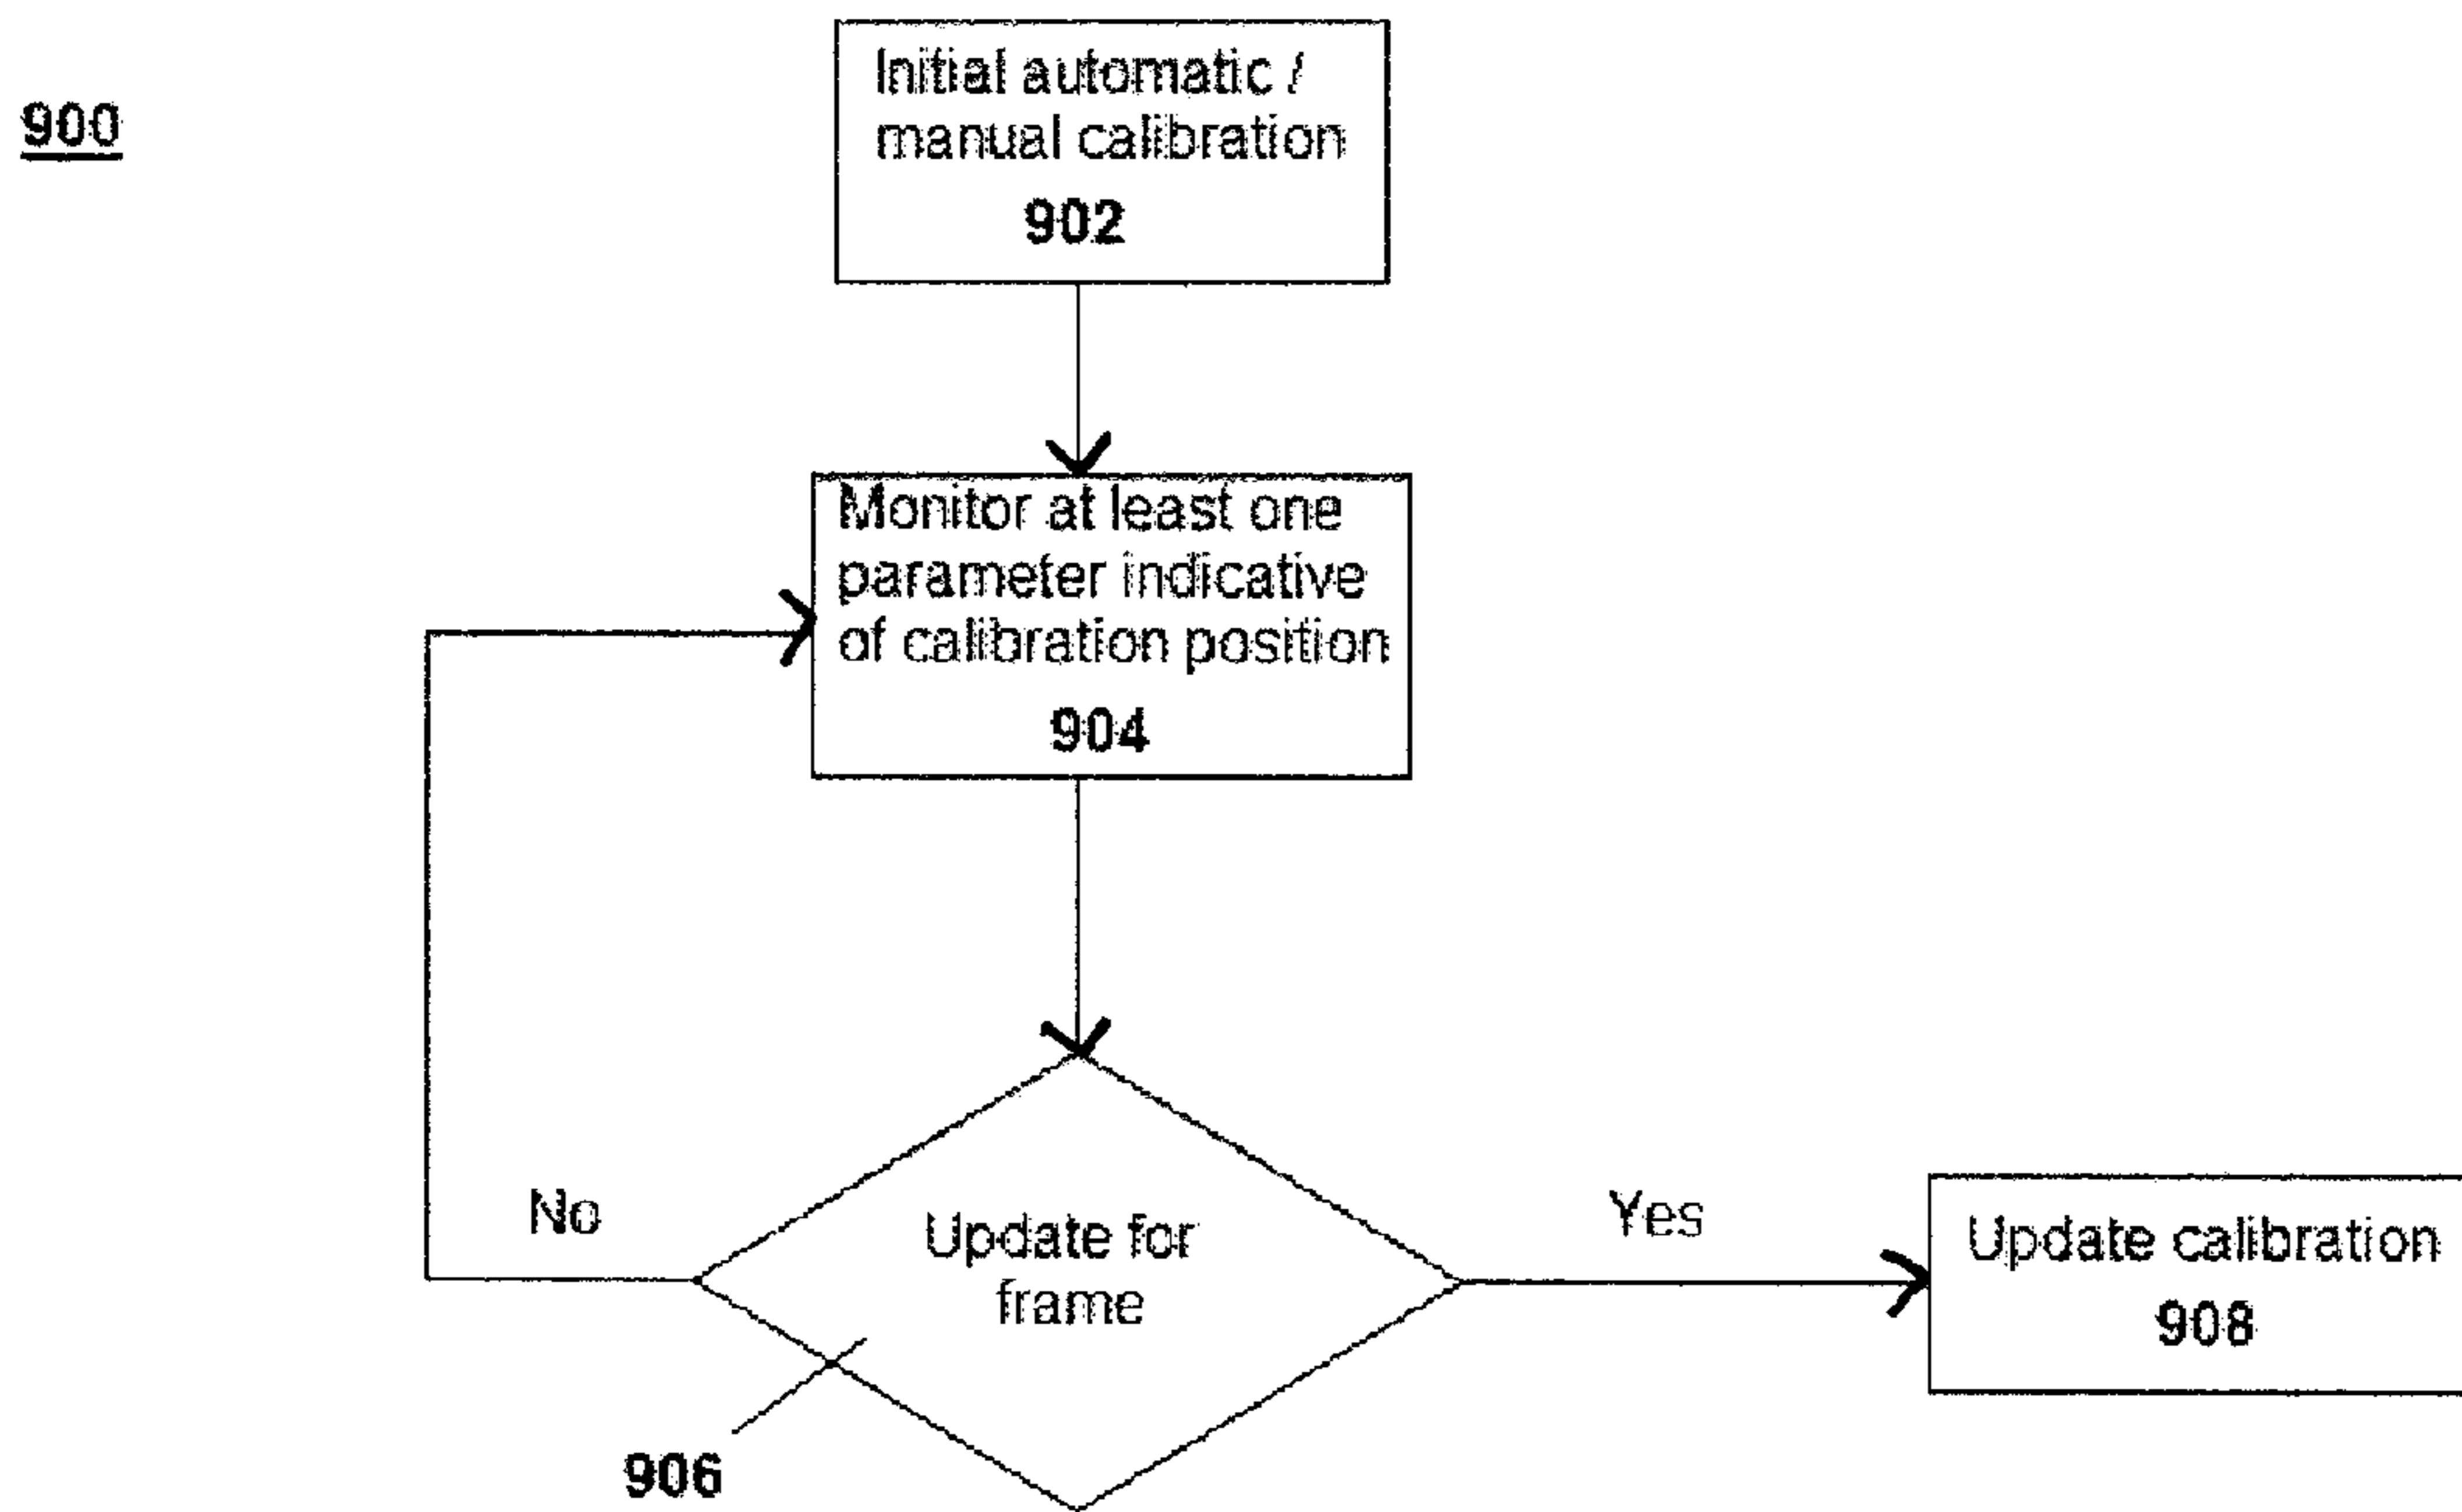 900
Initial automatic /
manual calibration
902
Monitor at least one
parameter indicative
of calibration position
904
No
Update for
frame
Yes
Update calibration
908
906